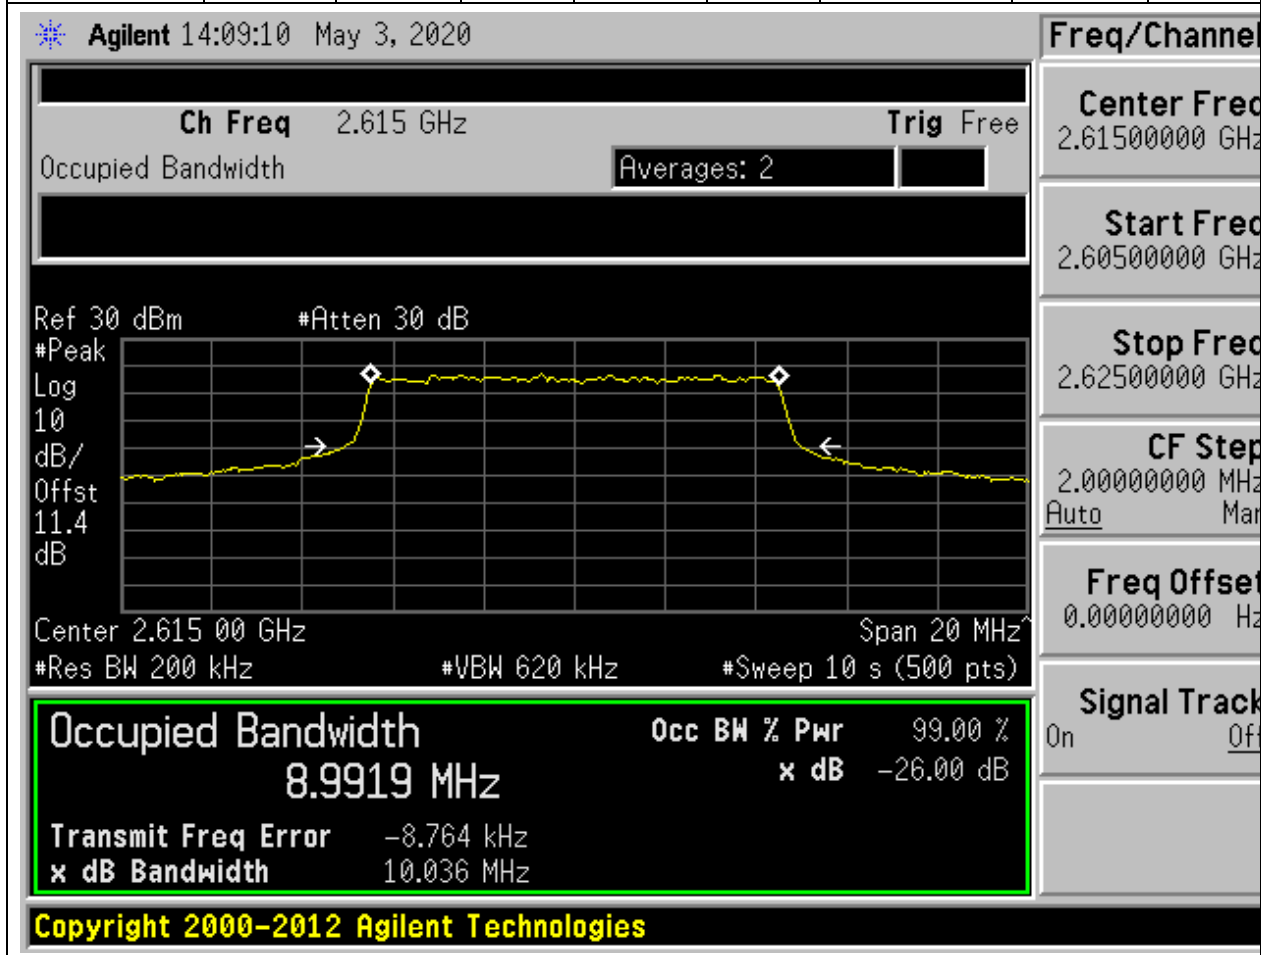 Agilent 14:09:10 May 3, 2020
Freq/Channel
Ch Freq 2.615 GHz Trig Free
Occupied Bandwidth Averages: 2
Center Freq
2.61500000 GHz
Start Freq
2.60500000 GHz
Stop Freq
2.62500000 GHz
CF Step
2.00000000 MHz
Auto Man
Freq Offset
0.00000000 Hz
Signal Track
On Off
Ref 30 dBm #Atten 30 dB
#Peak
Log
10
dB/
Offst
11.4
dB
Center 2.615 00 GHz Span 20 MHz^
#Res BW 200 kHz #VBW 620 kHz #Sweep 10 s (500 pts)
Occupied Bandwidth
8.9919 MHz
Occ BW % Pwr 99.00 %
x dB -26.00 dB
Transmit Freq Error -8.764 kHz
x dB Bandwidth 10.036 MHz
Copyright 2000-2012 Agilent Technologies